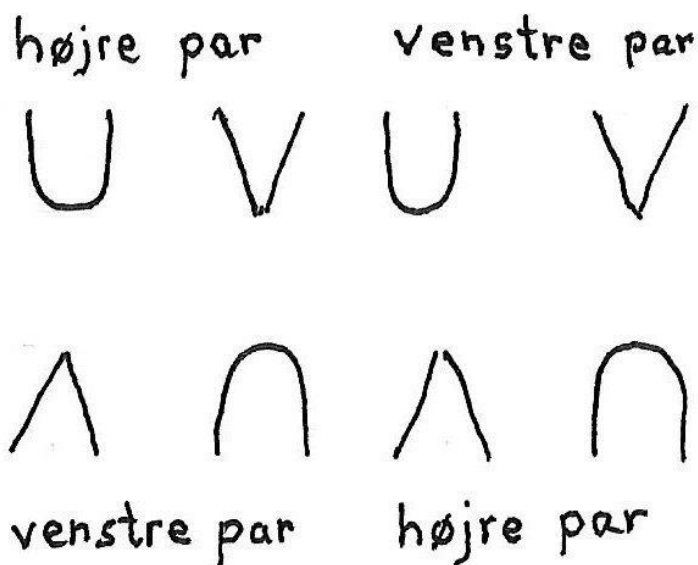 højre par venstre par
U V U V
Λ ∩ Λ ∩
venstre par højre par